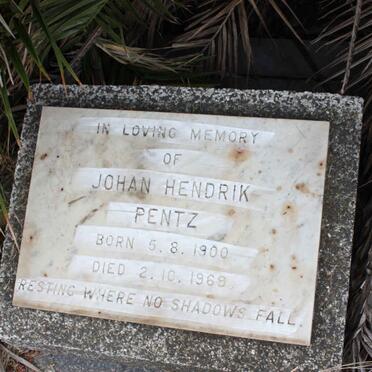 IN LOVING MEMORY
OF
JOHAN HENDRIK
PENTZ
BORN 5.8.1900
DIED 2.10.1969
RESTING WHERE NO SHADOWS FALL.